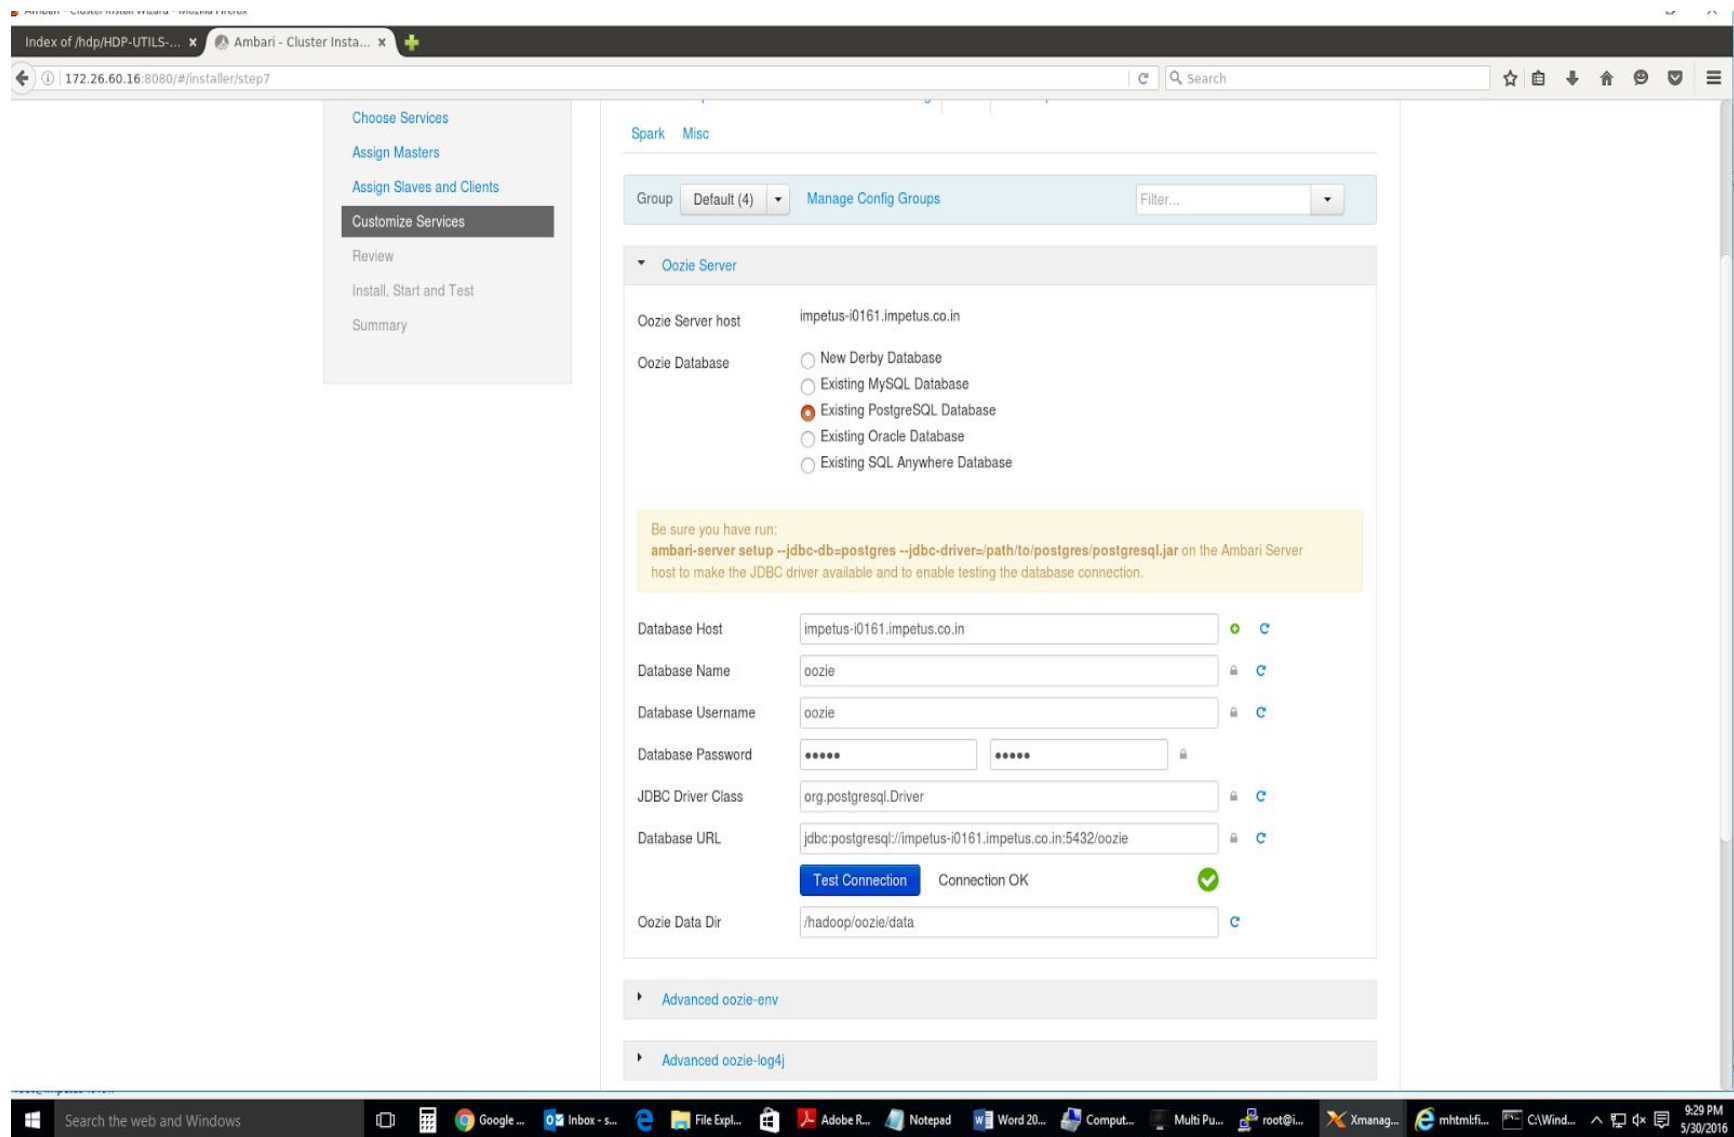 Ambari - Cluster Install Wizard - Mozilla Firefox
Index of /hdp/HDP-UTILS-... x Ambari - Cluster Insta... x
172.26.60.16:8080/#/installer/step7
Search
Choose Services
Assign Masters
Assign Slaves and Clients
Customize Services
Review
Install, Start and Test
Summary
Spark Misc
Group Default (4) Manage Config Groups Filter...
Oozie Server
Oozie Server host impetus-i0161.impetus.co.in
Oozie Database New Derby Database
Existing MySQL Database
Existing PostgreSQL Database
Existing Oracle Database
Existing SQL Anywhere Database
Be sure you have run:
ambari-server setup --jdbc-db=postgres --jdbc-driver=/path/to/postgres/postgresql.jar on the Ambari Server
host to make the JDBC driver available and to enable testing the database connection.
Database Host impetus-i0161.impetus.co.in
Database Name oozie
Database Username oozie
Database Password ••••• •••••
JDBC Driver Class org.postgresql.Driver
Database URL jdbc:postgresql://impetus-i0161.impetus.co.in:5432/oozie
Test Connection Connection OK
Oozie Data Dir /hadoop/oozie/data
Advanced oozie-env
Advanced oozie-log4j
Search the web and Windows Google ... Inbox - s... File Expl... Adobe R... Notepad Word 20... Comput... Multi Pu... root@i... Xmanag... mhtml:fi... C:\Wind... 9:29 PM
5/30/2016